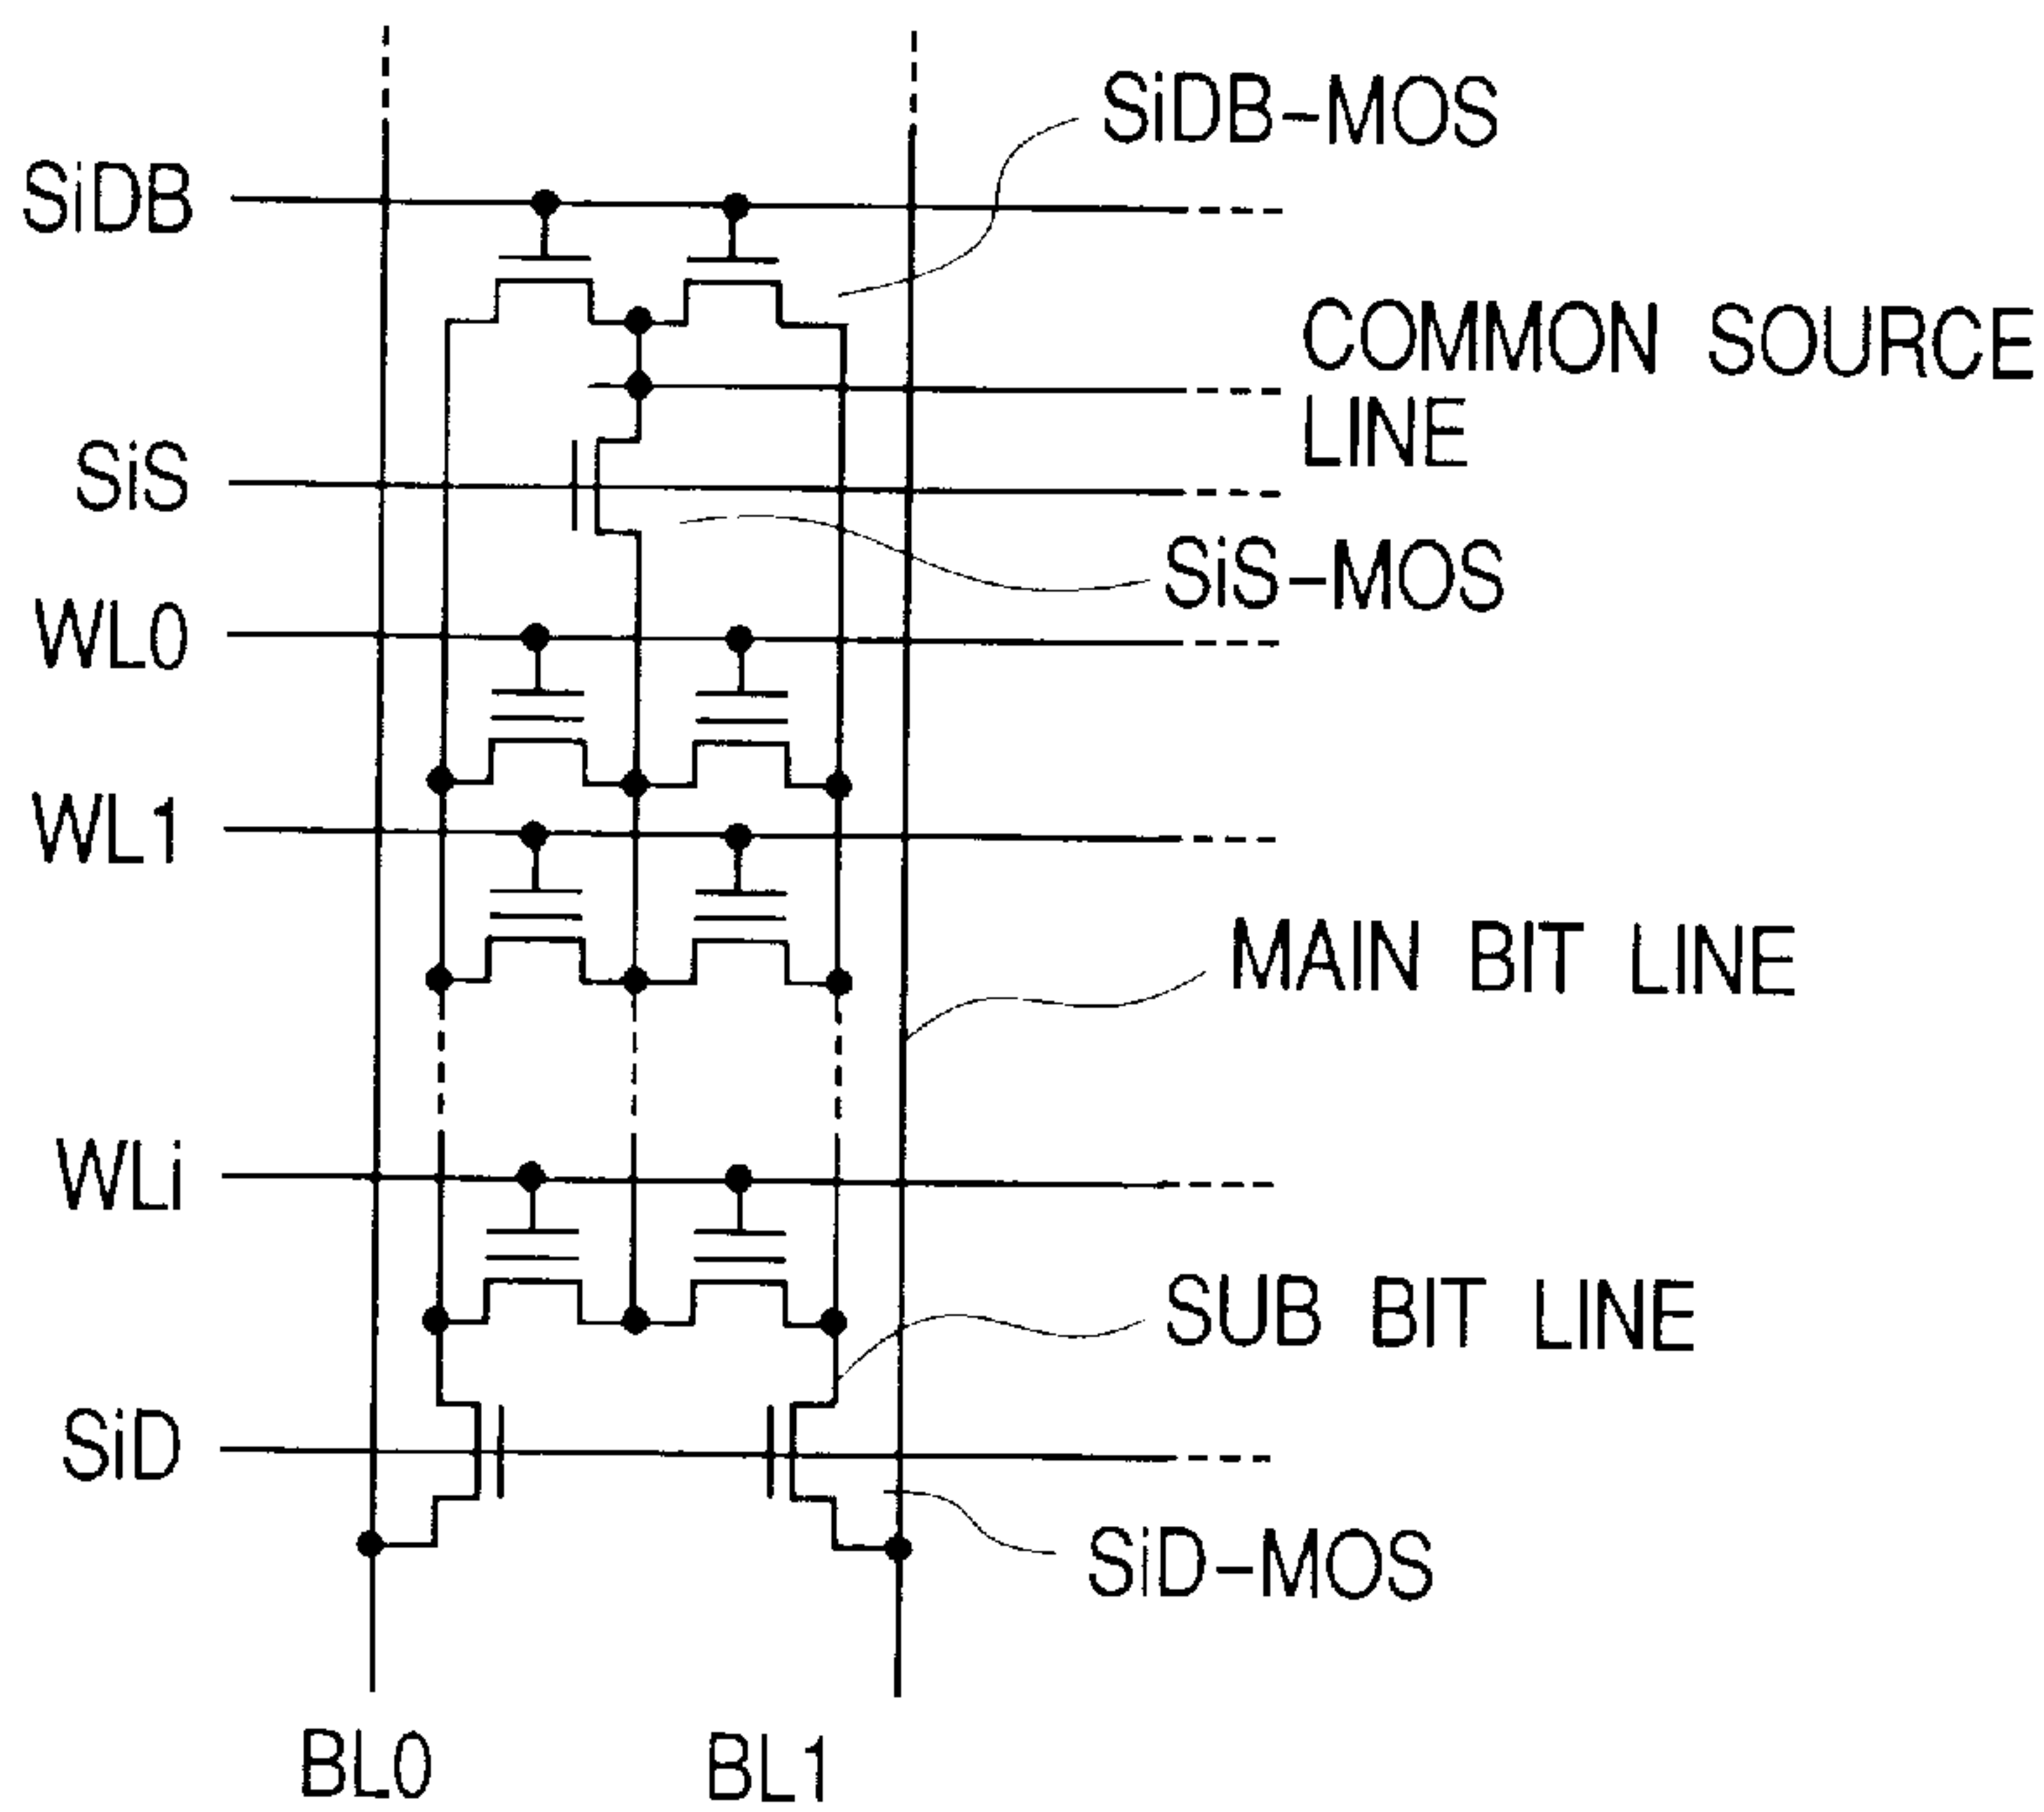 SiDB-MOS
SiDB
COMMON SOURCE
LINE
SiS
SiS-MOS
WL0
WL1
MAIN BIT LINE
WLi
SUB BIT LINE
SiD
SiD-MOS
BL0
BL1